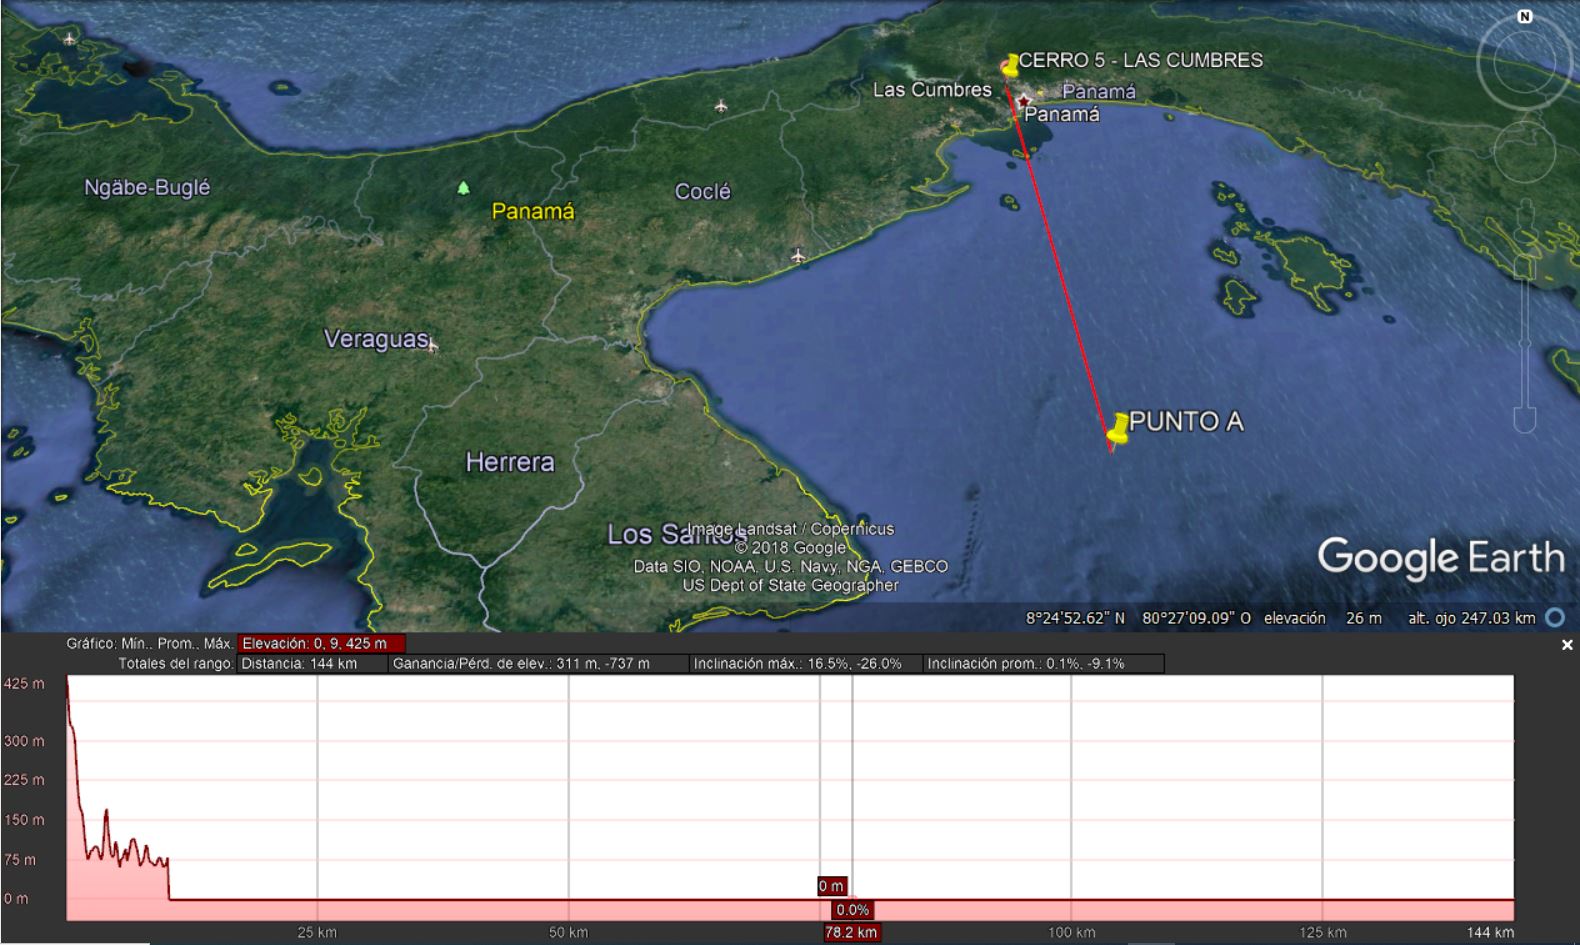 N
CERRO 5 - LAS CUMBRES
Las Cumbres
Panamá
Panamá
Ngäbe-Buglé
Coclé
Panamá
Veraguas
PUNTO A
Herrera
Los Santos
Image Landsat / Copernicus
© 2018 Google
Data SIO, NOAA, U.S. Navy, NGA, GEBCO
US Dept of State Geographer
Google Earth
8°24'52.62" N 80°27'09.09" O elevación 26 m alt. ojo 247.03 km
Gráfico: Mín., Prom., Máx. Elevación: 0, 9, 425 m
Totales del rango: Distancia: 144 km Ganancia/Pérd. de elev.: 311 m, -737 m Inclinación máx.: 16.5%, -26.0% Inclinación prom.: 0.1%, -9.1%
425 m
300 m
225 m
150 m
75 m
0 m
0 m
0.0%
25 km 50 km 78.2 km 100 km 125 km 144 km